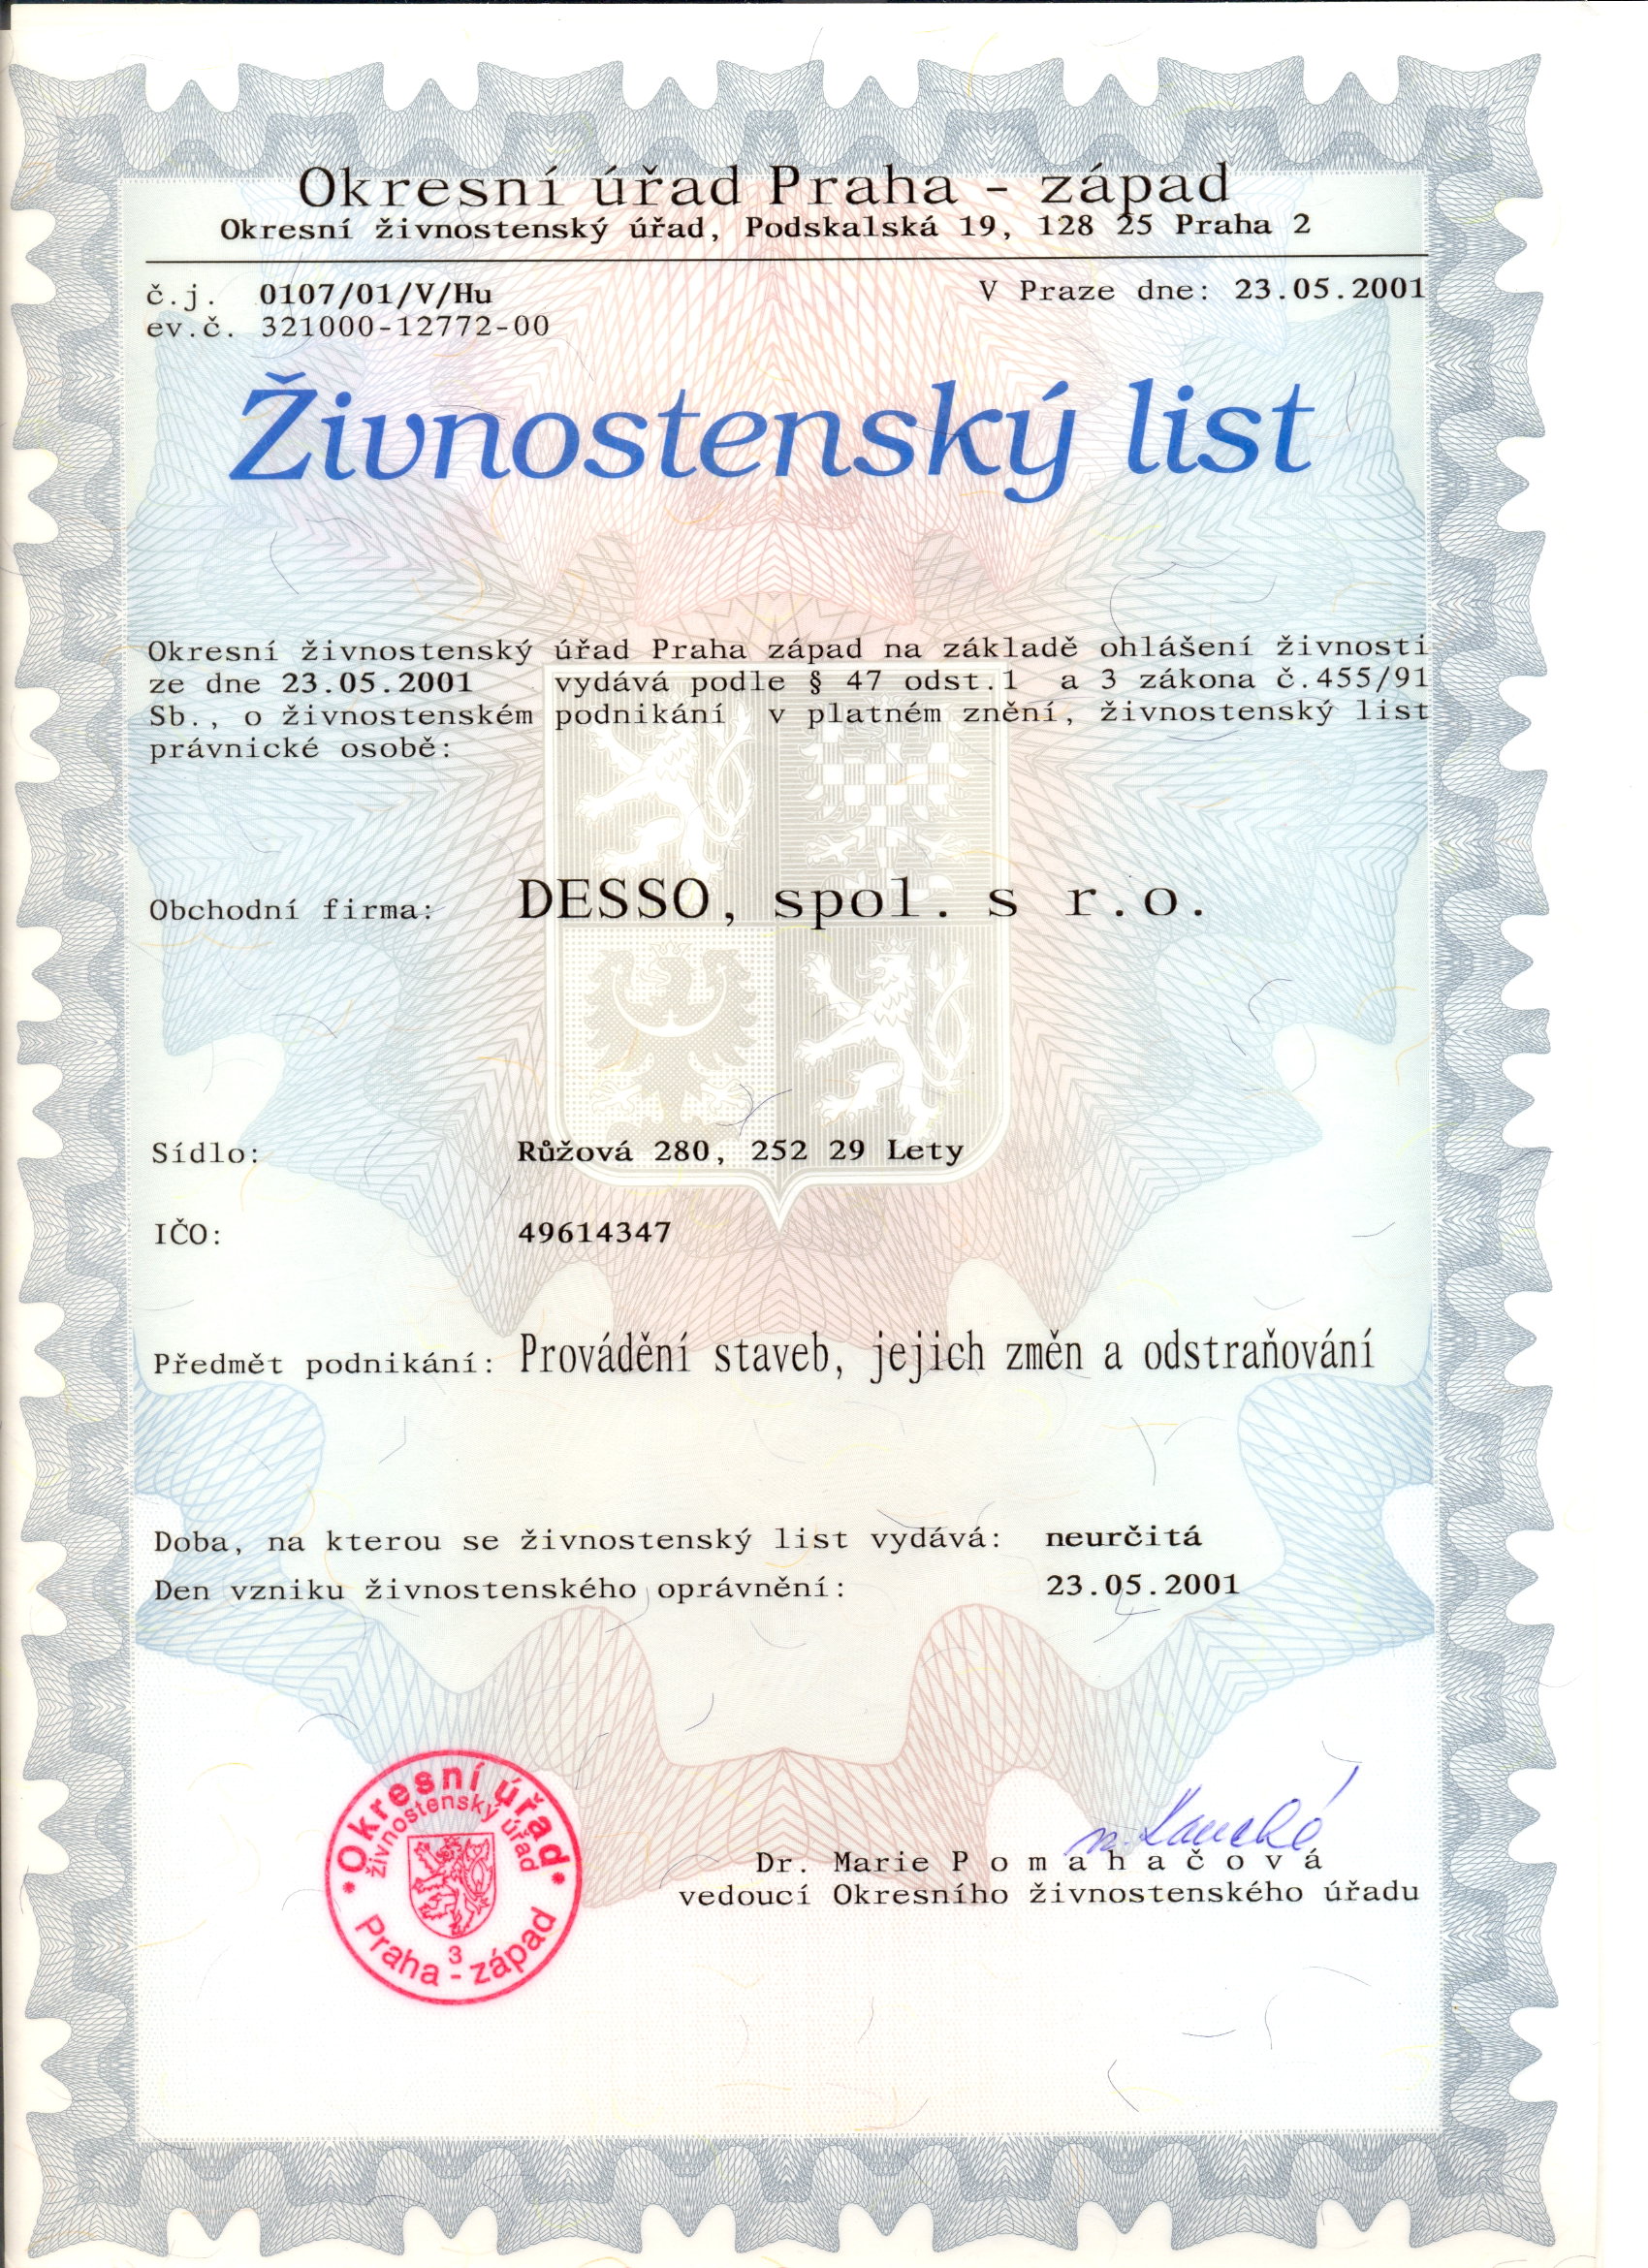 Okresní úřad Praha - západ
Okresní živnostenský úřad, Podskalská 19, 128 25 Praha 2
č.j. 0107/01/V/Hu
V Praze dne: 23.05.2001
ev.č. 321000-12772-00
Živnostenský list
Okresní živnostenský úřad Praha západ na základě ohlášení živnosti
ze dne 23.05.2001 vydává podle § 47 odst.1 a 3 zákona č.455/91
Sb., o živnostenském podnikání v platném znění, živnostenský list
právnické osobě:
Obchodní firma: DESSO, spol. s r.o.
Sídlo: Růžová 280, 252 29 Lety
IČO: 49614347
Předmět podnikání: Provádění staveb, jejich změn a odstraňování
Doba, na kterou se živnostenský list vydává: neurčitá
Den vzniku živnostenského oprávnění: 23.05.2001
Okresní úřad
živnostenský úřad
3
Praha - západ
Dr. Marie P o m a h a č o v á
vedoucí Okresního živnostenského úřadu